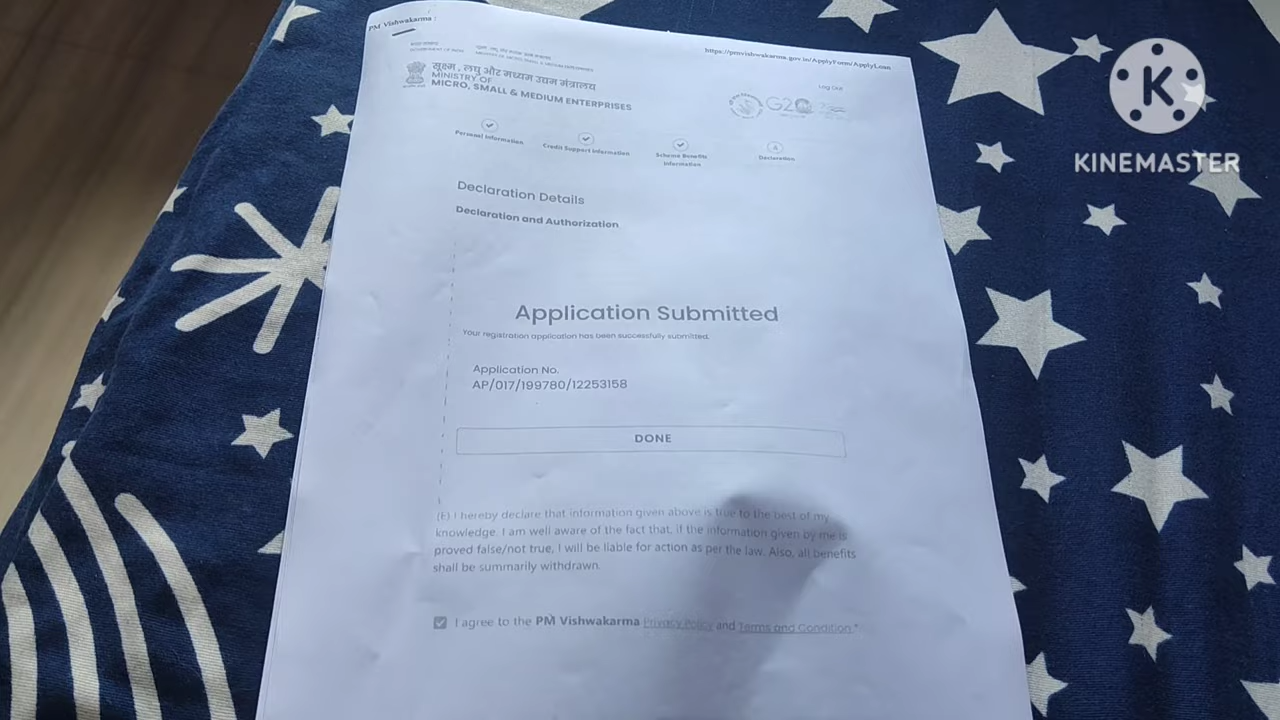 PM Vishwakarma
https://pmvishwakarma.gov.in/ApplyForm/ApplyLoan
Log Out
सूक्ष्म, लघु और मध्यम उद्यम मंत्रालय
MINISTRY OF
MICRO, SMALL & MEDIUM ENTERPRISES
G20
K
KINEMASTER
Personal Information
Credit Support Information
Scheme Benefits
Information
Declaration
Declaration Details
Declaration and Authorization
Application Submitted
Your registration application has been successfully submitted.
Application No.
AP/017/199780/12253158
DONE
(E) I hereby declare that information given above is true to the best of my
knowledge. I am well aware of the fact that, if the information given by me is
proved false/not true, I will be liable for action as per the law. Also, all benefits
shall be summarily withdrawn.
I agree to the PM Vishwakarma Privacy Policy and Terms and Condition *